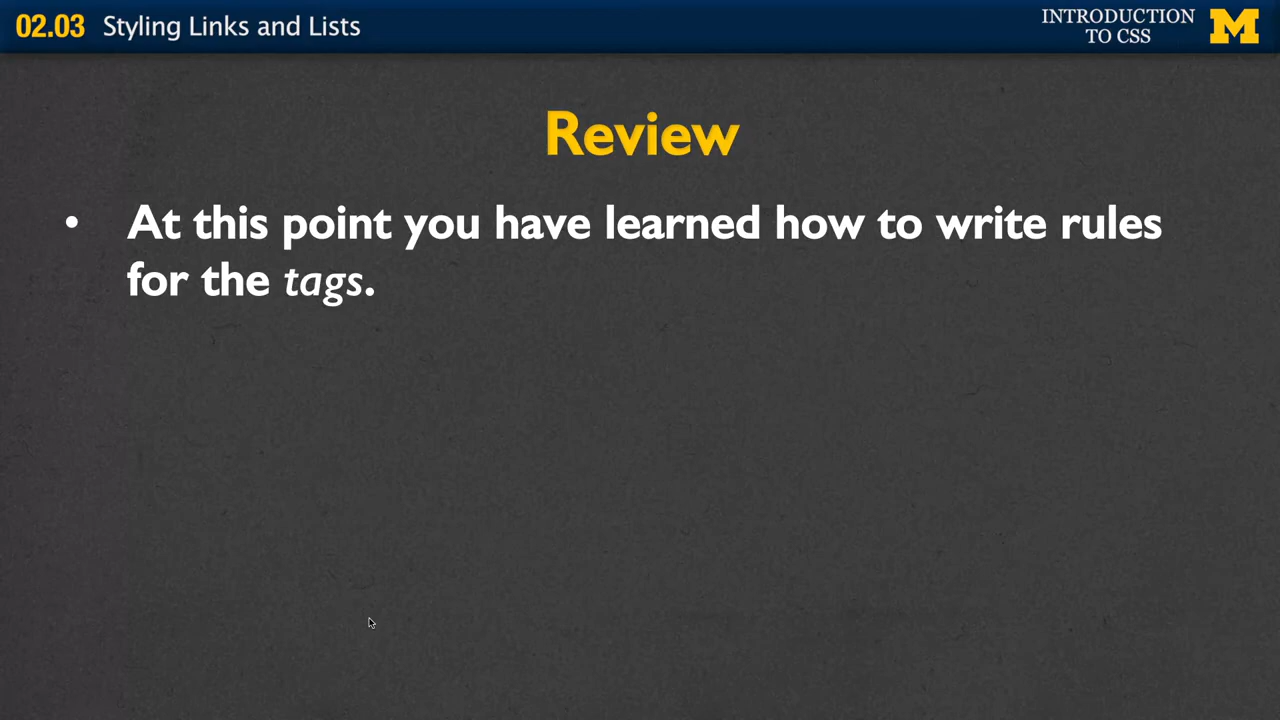 02.03 Styling Links and Lists
INTRODUCTION
TO CSS
M
Review
• At this point you have learned how to write rules
for the tags.